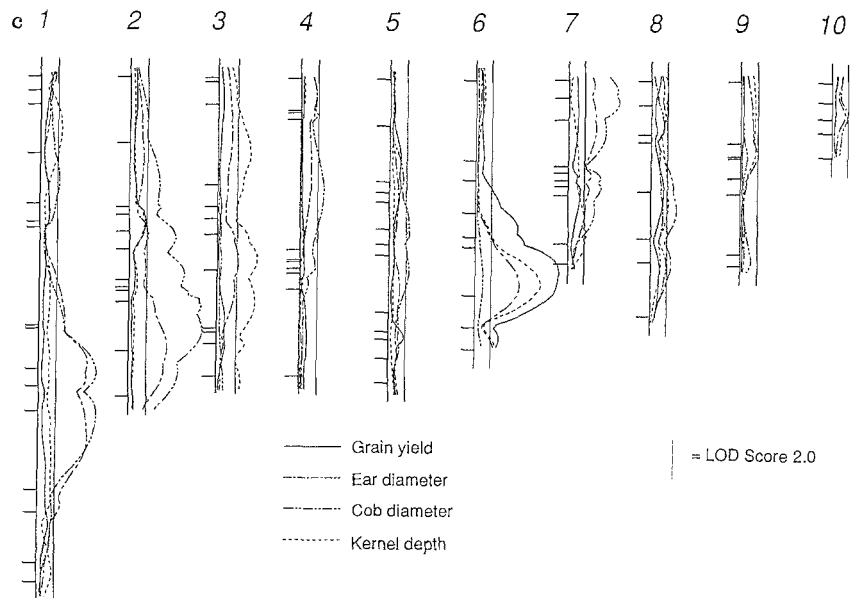 c 1 2 3 4 5 6 7 8 9 10
Grain yield
Ear diameter
Cob diameter
Kernel depth
= LOD Score 2.0